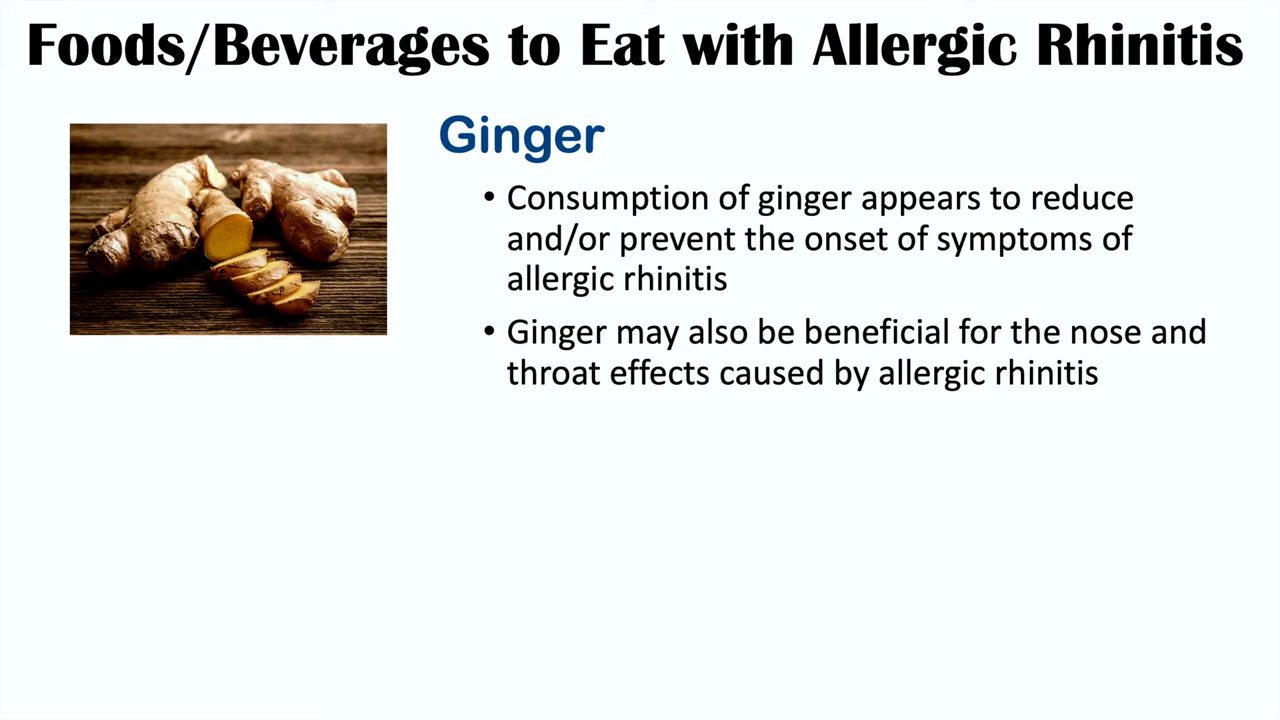 Foods/Beverages to Eat with Allergic Rhinitis
Ginger
• Consumption of ginger appears to reduce
and/or prevent the onset of symptoms of
allergic rhinitis
• Ginger may also be beneficial for the nose and
throat effects caused by allergic rhinitis